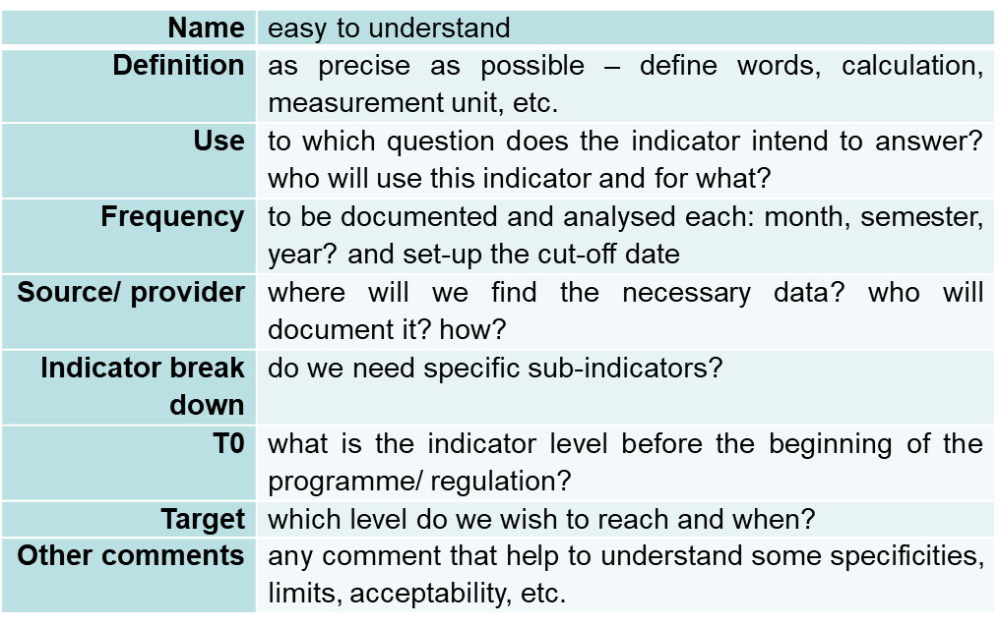 Name easy to understand
Definition as precise as possible – define words, calculation,
measurement unit, etc.
Use to which question does the indicator intend to answer?
who will use this indicator and for what?
Frequency to be documented and analysed each: month, semester,
year? and set-up the cut-off date
Source/ provider where will we find the necessary data? who will
document it? how?
Indicator break do we need specific sub-indicators?
down
T0 what is the indicator level before the beginning of the
programme/ regulation?
Target which level do we wish to reach and when?
Other comments any comment that help to understand some specificities,
limits, acceptability, etc.